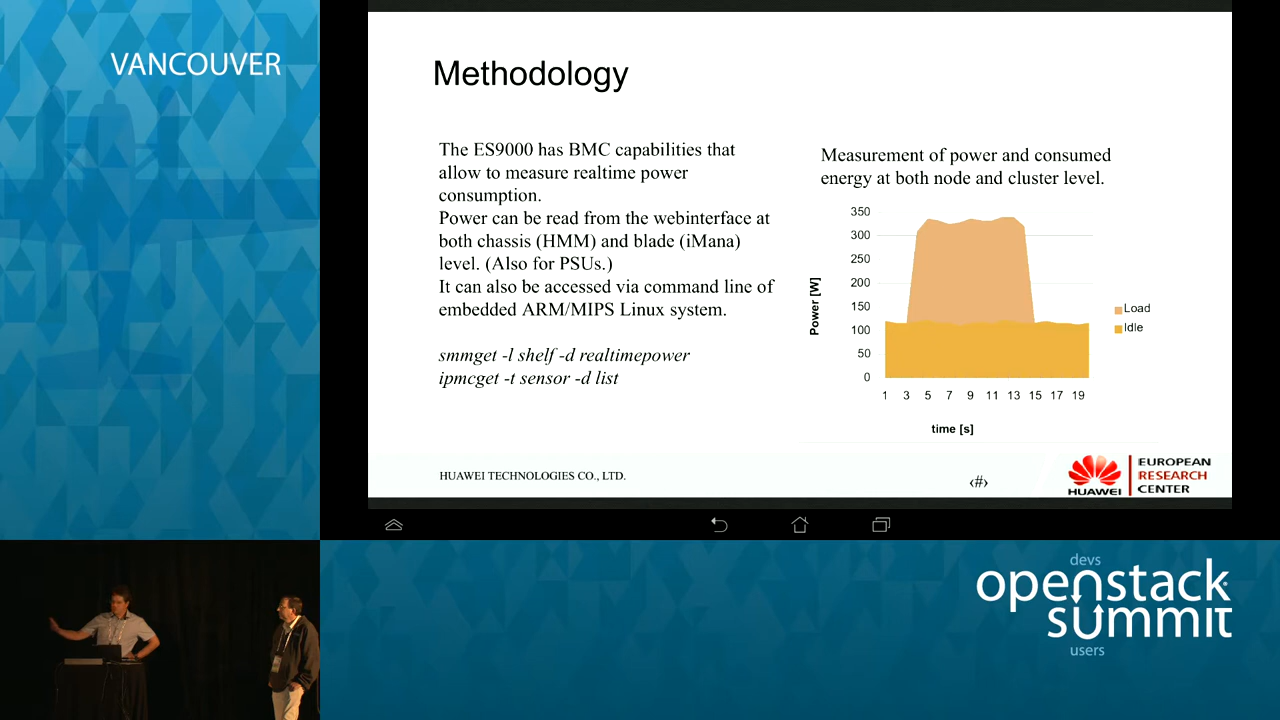 VANCOUVER
Methodology
The ES9000 has BMC capabilities that
allow to measure realtime power
consumption.
Power can be read from the webinterface at
both chassis (HMM) and blade (iMana)
level. (Also for PSUs.)
It can also be accessed via command line of
embedded ARM/MIPS Linux system.
smmget -l shelf -d realtimepower
ipmcget -t sensor -d list
Measurement of power and consumed
energy at both node and cluster level.
350
300
250
200
150
100
50
0
Power [W]
1 3 5 7 9 11 13 15 17 19
time [s]
Load
Idle
HUAWEI TECHNOLOGIES CO., LTD.
‹#›
HUAWEI
EUROPEAN
RESEARCH
CENTER
devs
openstack
summit
users